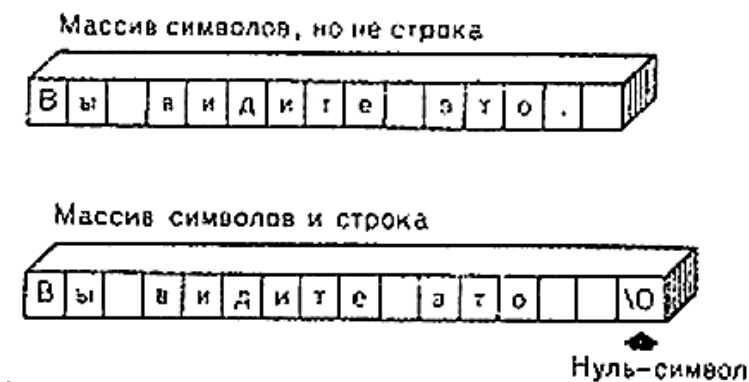 Массив символов, но не строка
Вы видите это.
Массив символов и строка
Вы видите это \0
Нуль-символ